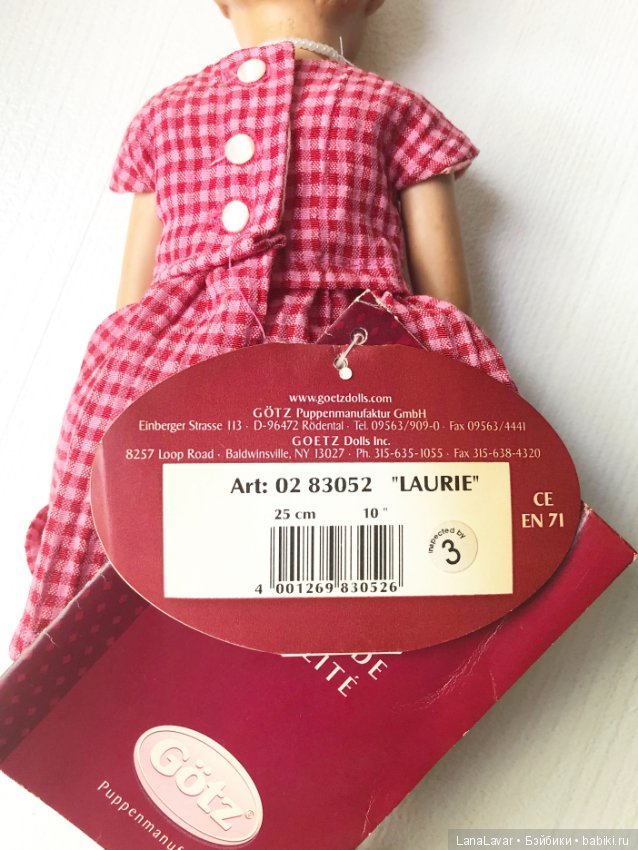 www.goetzdolls.com
GÖTZ Puppenmanufaktur GmbH
Einberger Strasse 113 · D-96472 Rödental · Tel. 09563/909-0 · Fax 09563/4441
GOETZ Dolls Inc.
8257 Loop Road · Baldwinsville, NY 13027 · Ph. 315-635-1055 · Fax 315-638-4320
Art: 02 83052 "LAURIE"
25 cm 10 "
inspected by
3
4 001269 830526
CE
EN 71
DE
Götz
LanaLavar • Бэйбики • babiki.ru